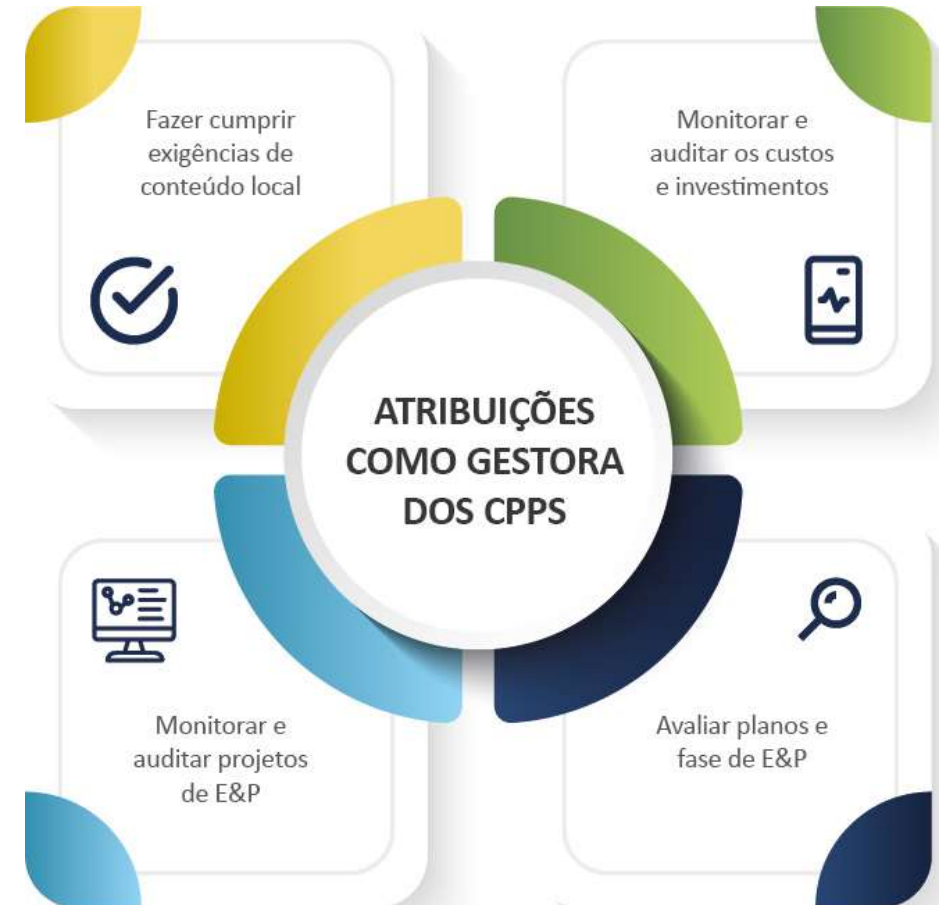 Fazer cumprir
exigências de
conteúdo local
Monitorar e
auditar os custos
e investimentos
ATRIBUIÇÕES
COMO GESTORA
DOS CPPS
Monitorar e
auditar projetos
de E&P
Avaliar planos e
fase de E&P